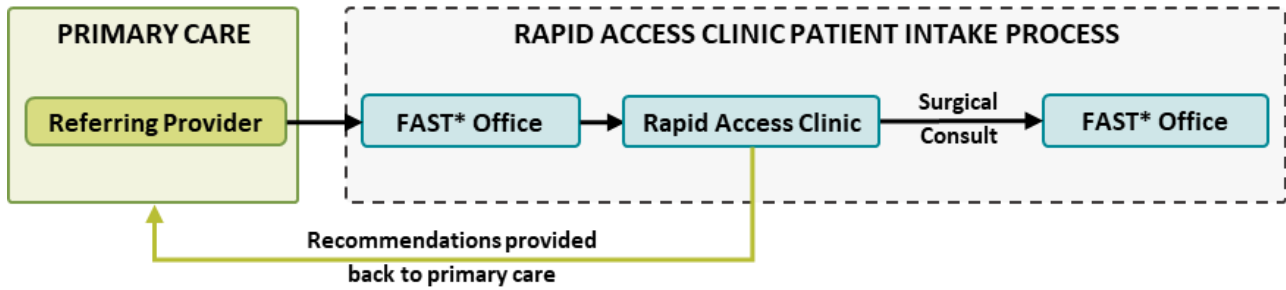 PRIMARY CARE
Referring Provider
RAPID ACCESS CLINIC PATIENT INTAKE PROCESS
FAST* Office
Rapid Access Clinic
Surgical
Consult
FAST* Office
Recommendations provided
back to primary care